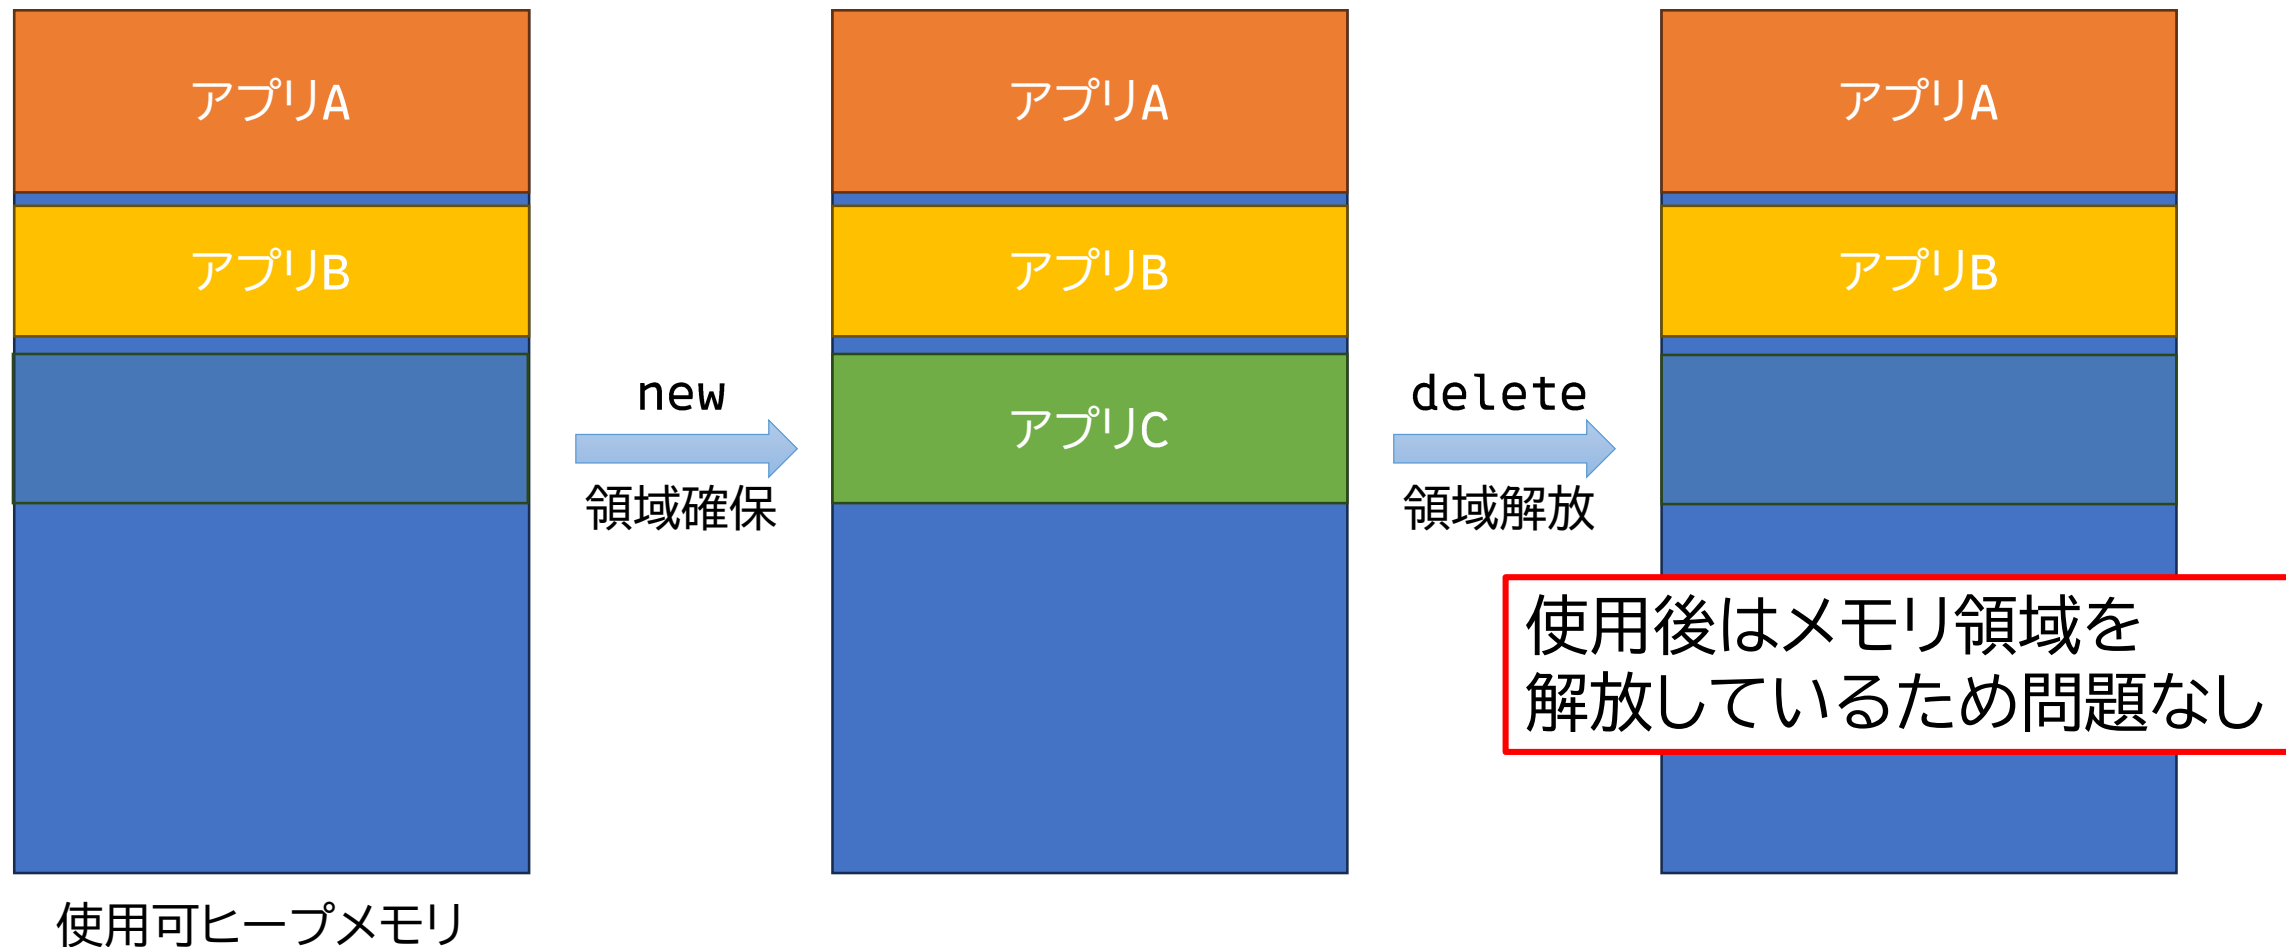 アプリA
アプリB
使用可ヒープメモリ
new
領域確保
アプリA
アプリB
アプリC
delete
領域解放
アプリA
アプリB
使用後はメモリ領域を
解放しているため問題なし